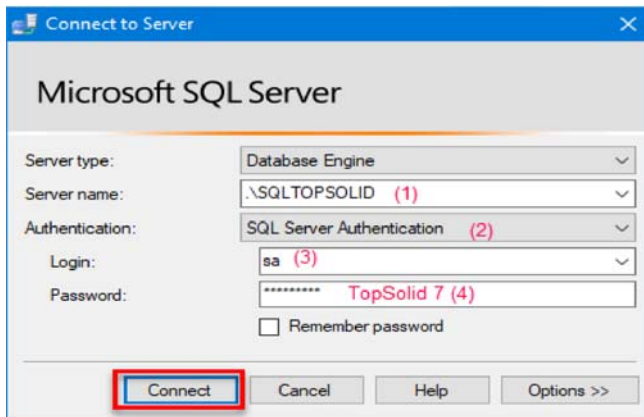 Connect to Server
Microsoft SQL Server
Server type: Database Engine
Server name: .\SQLTOPSOLID (1)
Authentication: SQL Server Authentication (2)
Login: sa (3)
Password: ********* TopSolid 7 (4)
Remember password
Connect Cancel Help Options >>